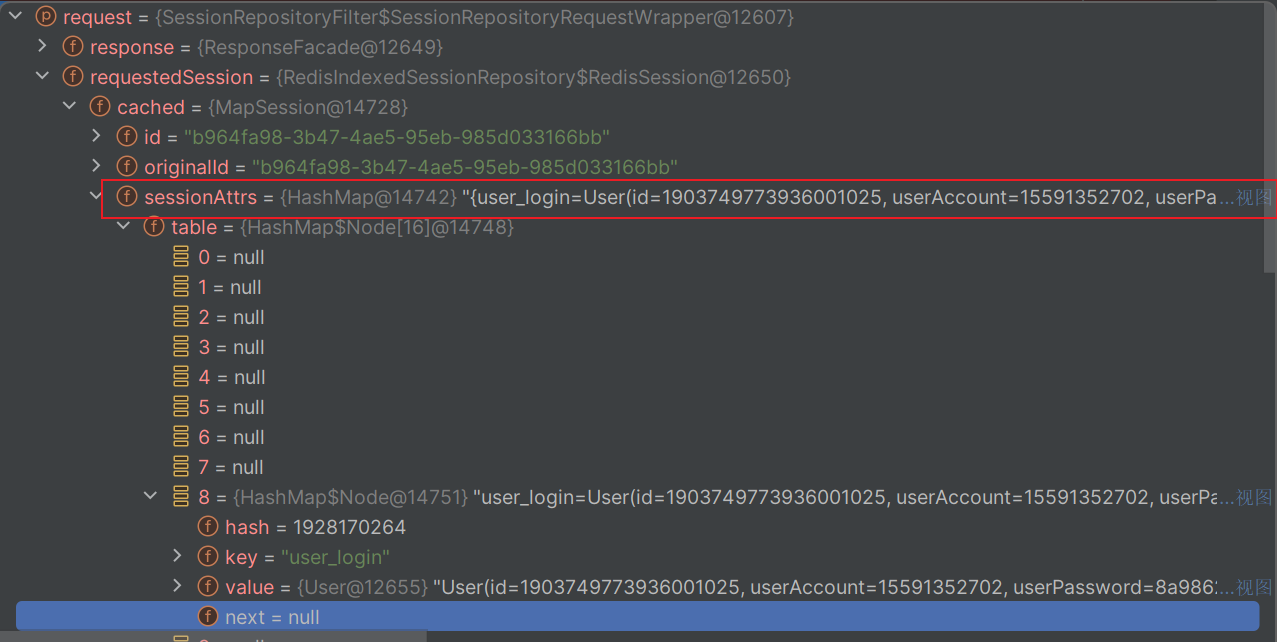 request = {SessionRepositoryFilter$SessionRepositoryRequestWrapper@12607}
response = {ResponseFacade@12649}
requestedSession = {RedisIndexedSessionRepository$RedisSession@12650}
cached = {MapSession@14728}
id = "b964fa98-3b47-4ae5-95eb-985d033166bb"
originalId = "b964fa98-3b47-4ae5-95eb-985d033166bb"
sessionAttrs = {HashMap@14742} "{user_login=User(id=1903749773936001025, userAccount=15591352702, userPa...视图
table = {HashMap$Node[16]@14748}
0 = null
1 = null
2 = null
3 = null
4 = null
5 = null
6 = null
7 = null
8 = {HashMap$Node@14751} "user_login=User(id=1903749773936001025, userAccount=15591352702, userPa...视图
hash = 1928170264
key = "user_login"
value = {User@12655} "User(id=1903749773936001025, userAccount=15591352702, userPassword=8a986...视图
next = null